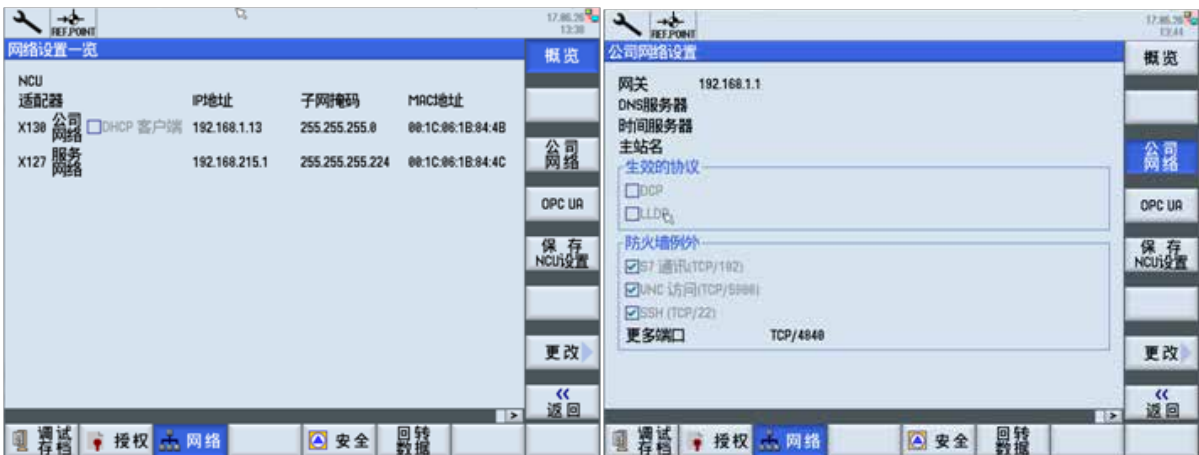 REF.POINT
17.06.26
13:38
网络设置一览
NCU
适配器 IP地址 子网掩码 MAC地址
X130 公司网络 DHCP 客户端 192.168.1.13 255.255.255.0 00:1C:06:1B:84:4B
X127 服务网络 192.168.215.1 255.255.255.224 00:1C:06:1B:84:4C
概览
公司网络
OPC UA
保存NCU设置
更改
«
返回
调试存档 授权 网络 安全 回转数据
REF.POINT
13:41
公司网络设置
网关 192.168.1.1
DNS服务器
时间服务器
主站名
生效的协议
DCP
LLDP
防火墙例外
S7 通讯(TCP/102)
VNC 访问(TCP/5900)
SSH (TCP/22)
更多端口 TCP/4840
概览
公司网络
OPC UA
保存NCU设置
更改
«
返回
调试存档 授权 网络 安全 回转数据